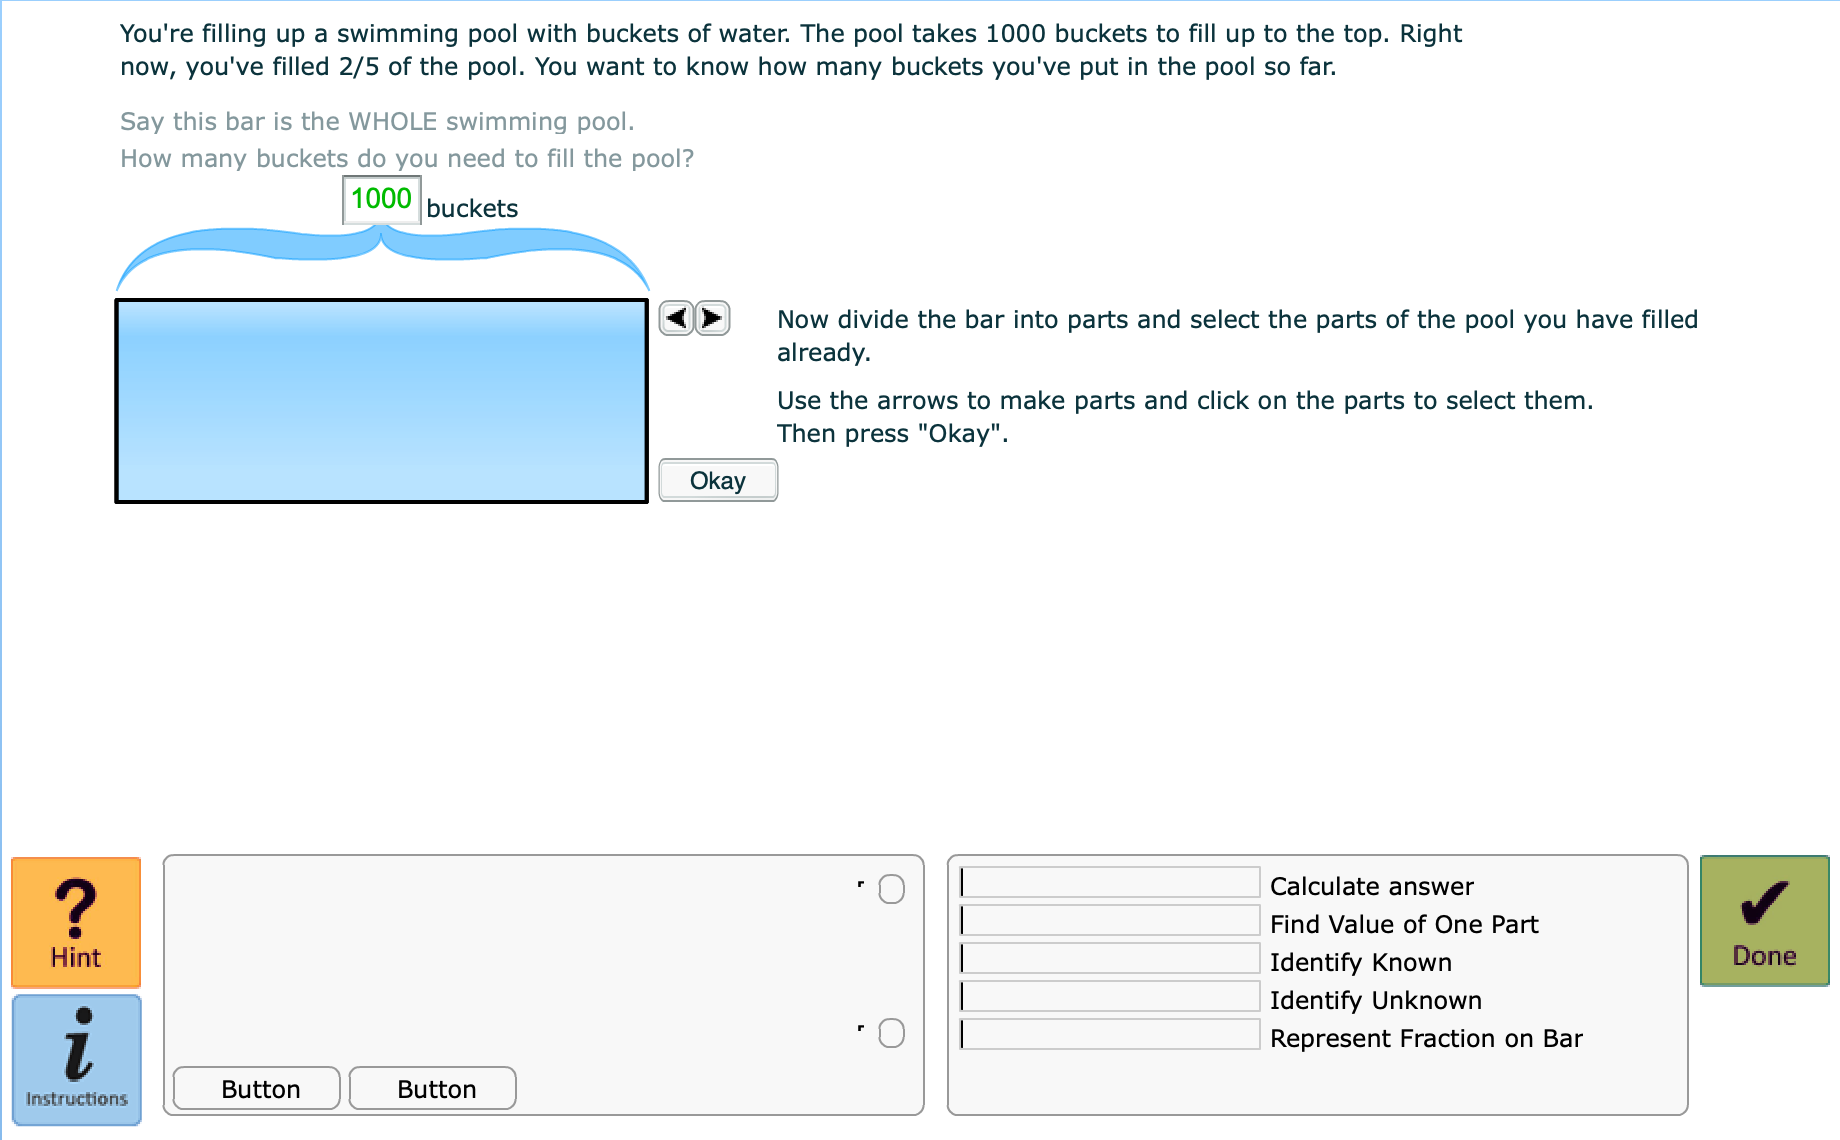 You're filling up a swimming pool with buckets of water. The pool takes 1000 buckets to fill up to the top. Right
now, you've filled 2/5 of the pool. You want to know how many buckets you've put in the pool so far.
Say this bar is the WHOLE swimming pool.
How many buckets do you need to fill the pool?
1000 buckets
Now divide the bar into parts and select the parts of the pool you have filled
already.
Use the arrows to make parts and click on the parts to select them.
Then press "Okay".
Okay
? Hint
i Instructions
Button Button
Calculate answer
Find Value of One Part
Identify Known
Identify Unknown
Represent Fraction on Bar
Done